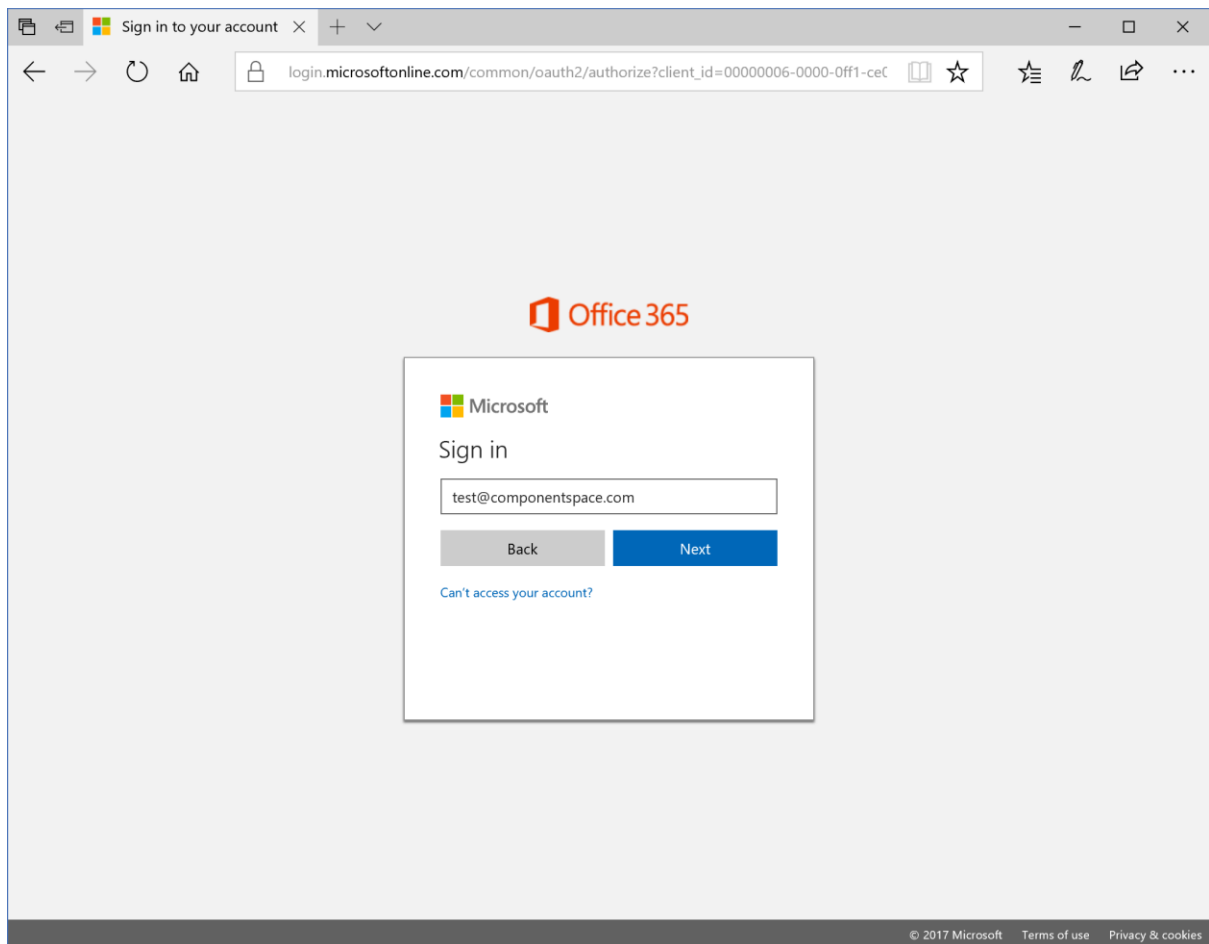 Sign in to your account
login.microsoftonline.com/common/oauth2/authorize?client_id=00000006-0000-0ff1-ce0
Office 365
Microsoft
Sign in
test@componentspace.com
Back Next
Can't access your account?
© 2017 Microsoft Terms of use Privacy & cookies